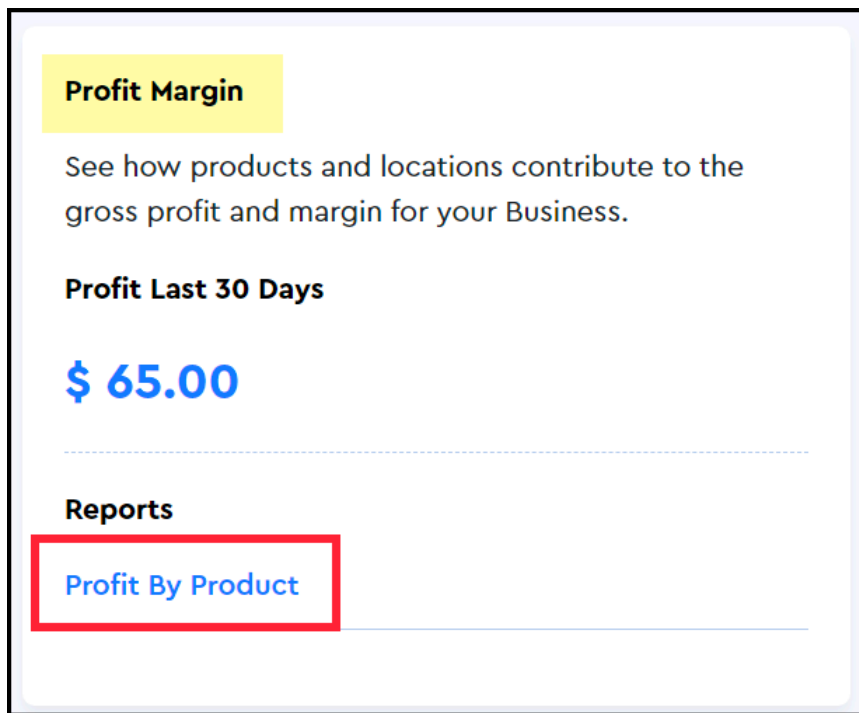 Profit Margin
See how products and locations contribute to the
gross profit and margin for your Business.
Profit Last 30 Days
$ 65.00
Reports
Profit By Product